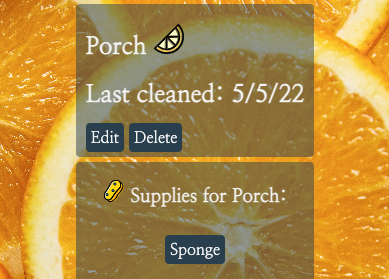 Porch
Last cleaned: 5/5/22
Edit Delete
Supplies for Porch:
Sponge